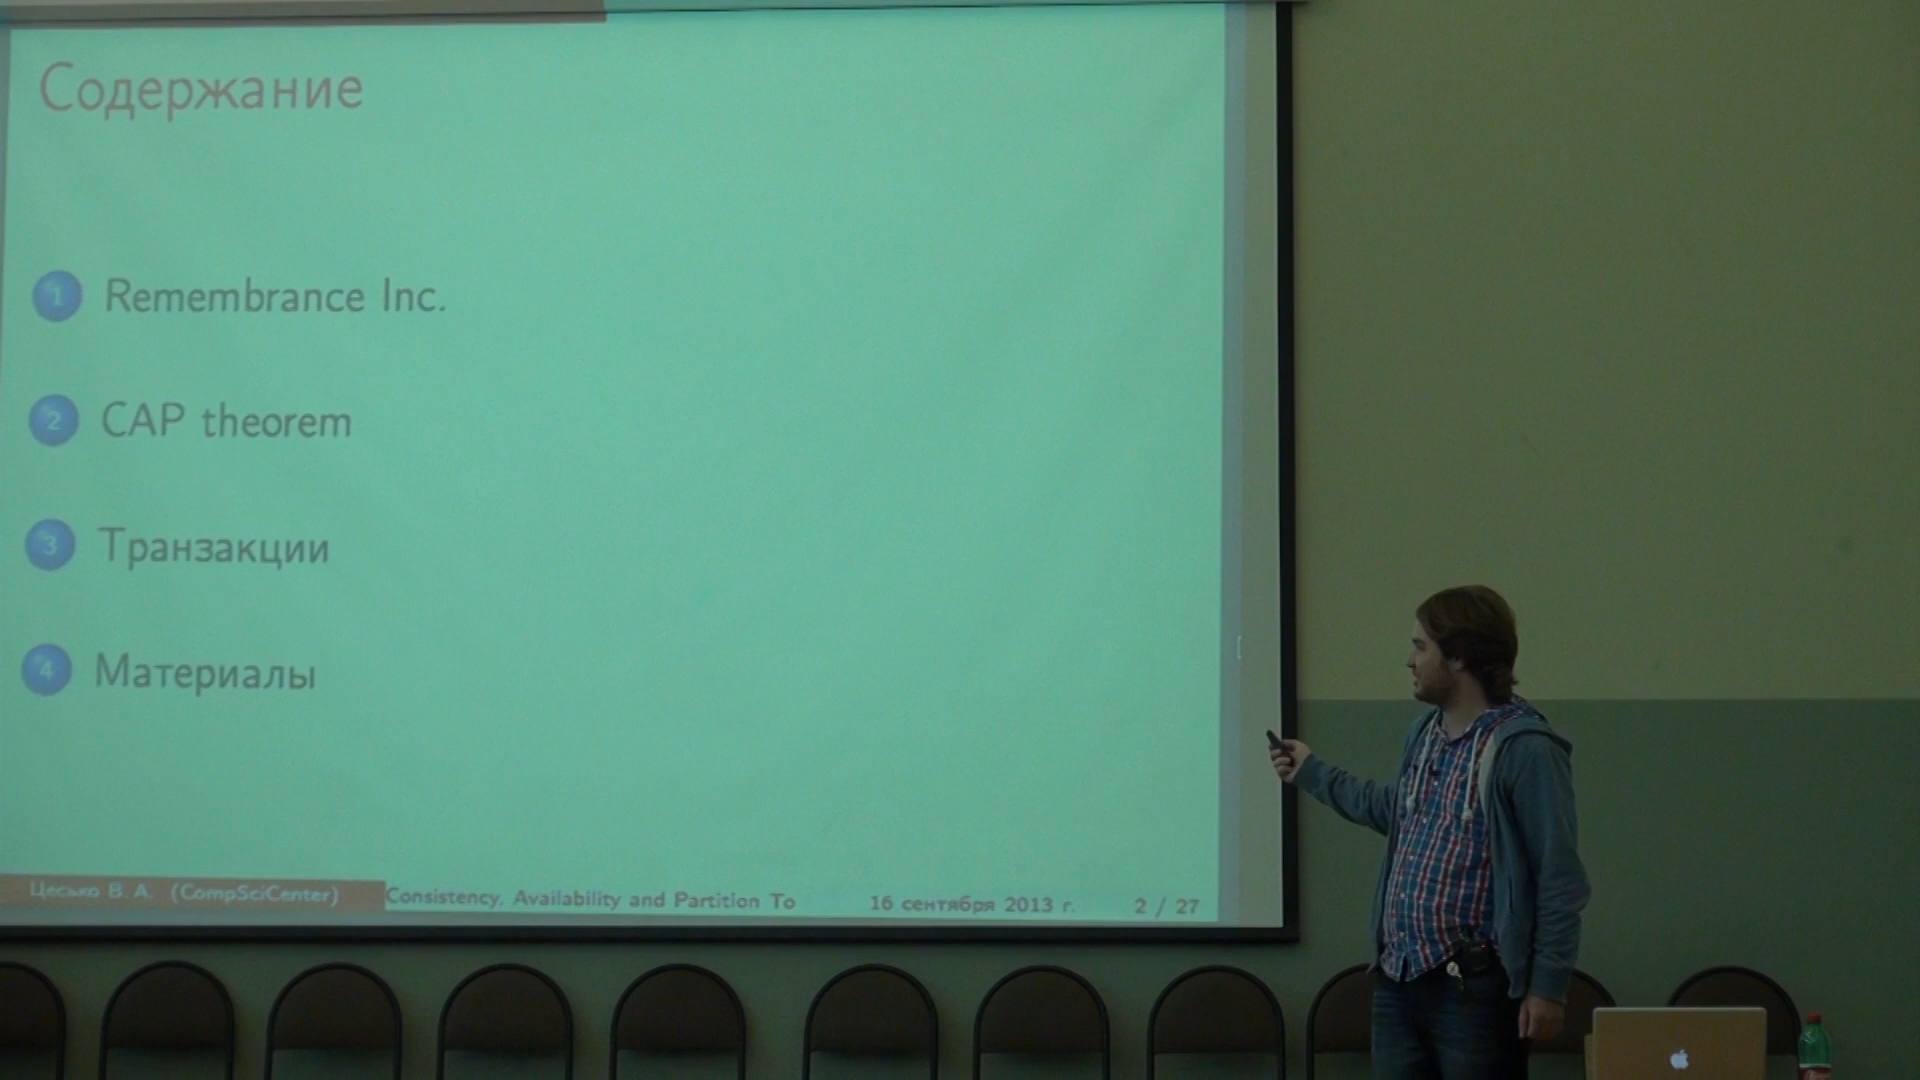 Содержание
1 Remembrance Inc.
2 CAP theorem
3 Транзакции
4 Материалы
Цесько В. А. (CompSciCenter) Consistency, Availability and Partition To 16 сентября 2013 г. 2 / 27